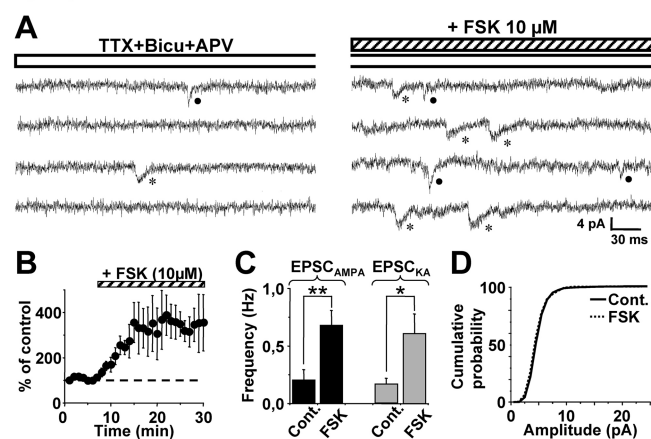 A
TTX+Bicu+APV
+ FSK 10 µM
●
*
*
●
*
*
●
●
*
*
4 pA
30 ms
B
+ FSK (10µM)
% of control
400
200
0
0
10
20
30
Time (min)
C
EPSC_AMPA
EPSC_KA
**
*
Frequency (Hz)
1,0
0,5
0,0
Cont.
FSK
Cont.
FSK
D
Cumulative
probability
100
50
0
Cont.
FSK
0
10
20
Amplitude (pA)